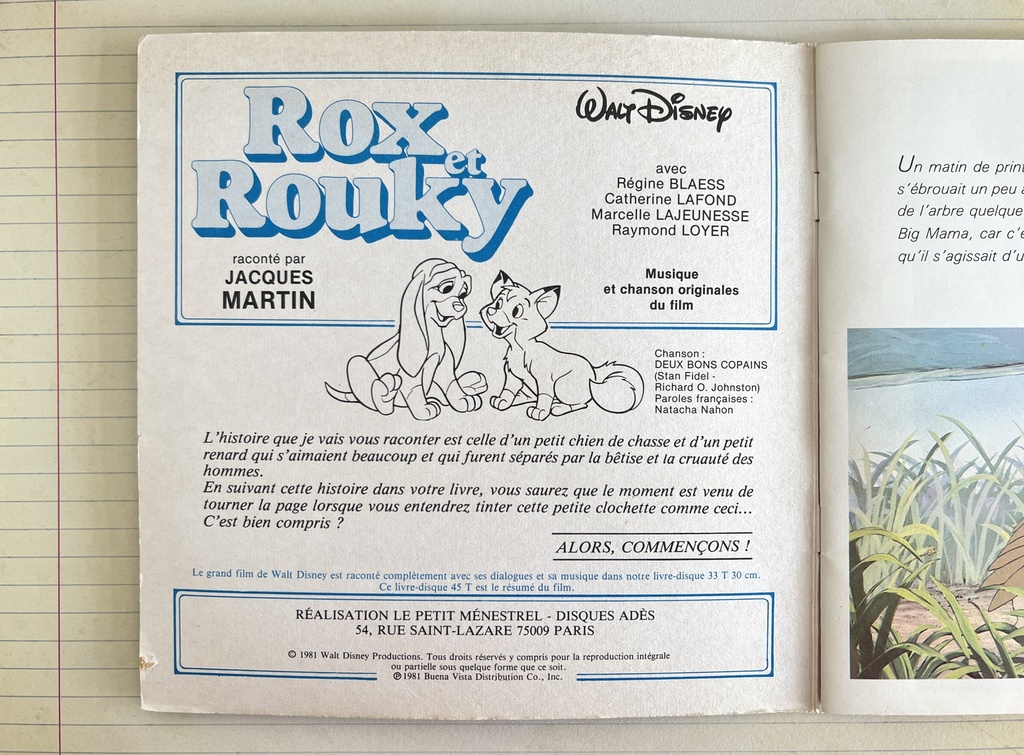 Rox
et
Rouky
raconté par
JACQUES
MARTIN
WALT DISNEY
avec
Régine BLAESS
Catherine LAFOND
Marcelle LAJEUNESSE
Raymond LOYER
Musique
et chanson originales
du film
Chanson :
DEUX BONS COPAINS
(Stan Fidel -
Richard O. Johnston)
Paroles françaises :
Natacha Nahon
L'histoire que je vais vous raconter est celle d'un petit chien de chasse et d'un petit
renard qui s'aimaient beaucoup et qui furent séparés par la bêtise et la cruauté des
hommes.
En suivant cette histoire dans votre livre, vous saurez que le moment est venu de
tourner la page lorsque vous entendrez tinter cette petite clochette comme ceci...
C'est bien compris ?
ALORS, COMMENÇONS !
Le grand film de Walt Disney est raconté complètement avec ses dialogues et sa musique dans notre livre-disque 33 T 30 cm.
Ce livre-disque 45 T est le résumé du film.
RÉALISATION LE PETIT MÉNESTREL - DISQUES ADÈS
54, RUE SAINT-LAZARE 75009 PARIS
© 1981 Walt Disney Productions. Tous droits réservés y compris pour la reproduction intégrale
ou partielle sous quelque forme que ce soit.
℗ 1981 Buena Vista Distribution Co., Inc.
Un matin de
s'ébrouait un peu
de l'arbre quelque
Big Mama, car
qu'il s'agissait